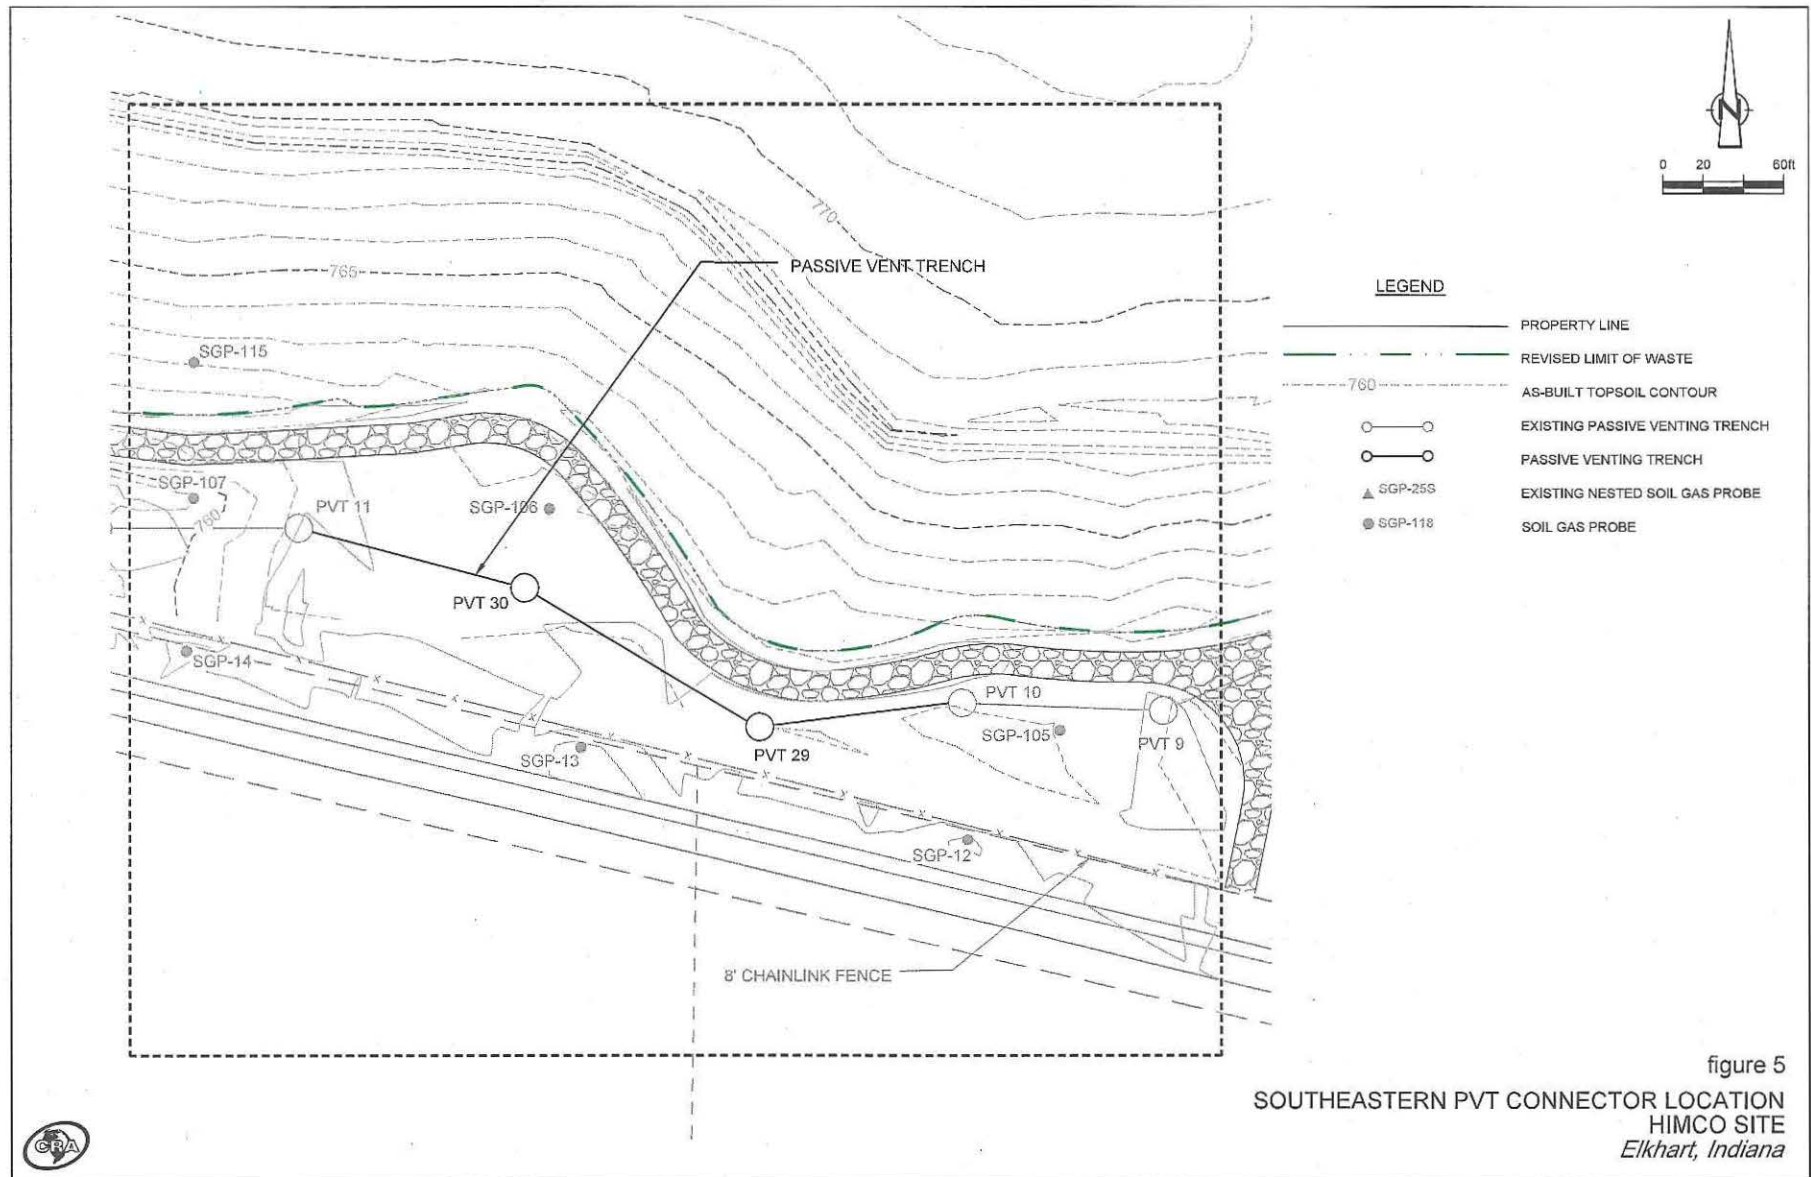 N
0 20 60ft
770
PASSIVE VENT TRENCH
765
SGP-115
SGP-107
PVT 11
SGP-106
760
PVT 30
SGP-14
PVT 10
SGP-105
PVT 9
PVT 29
SGP-13
SGP-12
8' CHAINLINK FENCE
LEGEND
PROPERTY LINE
REVISED LIMIT OF WASTE
760 AS-BUILT TOPSOIL CONTOUR
EXISTING PASSIVE VENTING TRENCH
PASSIVE VENTING TRENCH
SGP-25S EXISTING NESTED SOIL GAS PROBE
SGP-118 SOIL GAS PROBE
figure 5
SOUTHEASTERN PVT CONNECTOR LOCATION
HIMCO SITE
Elkhart, Indiana
CRA